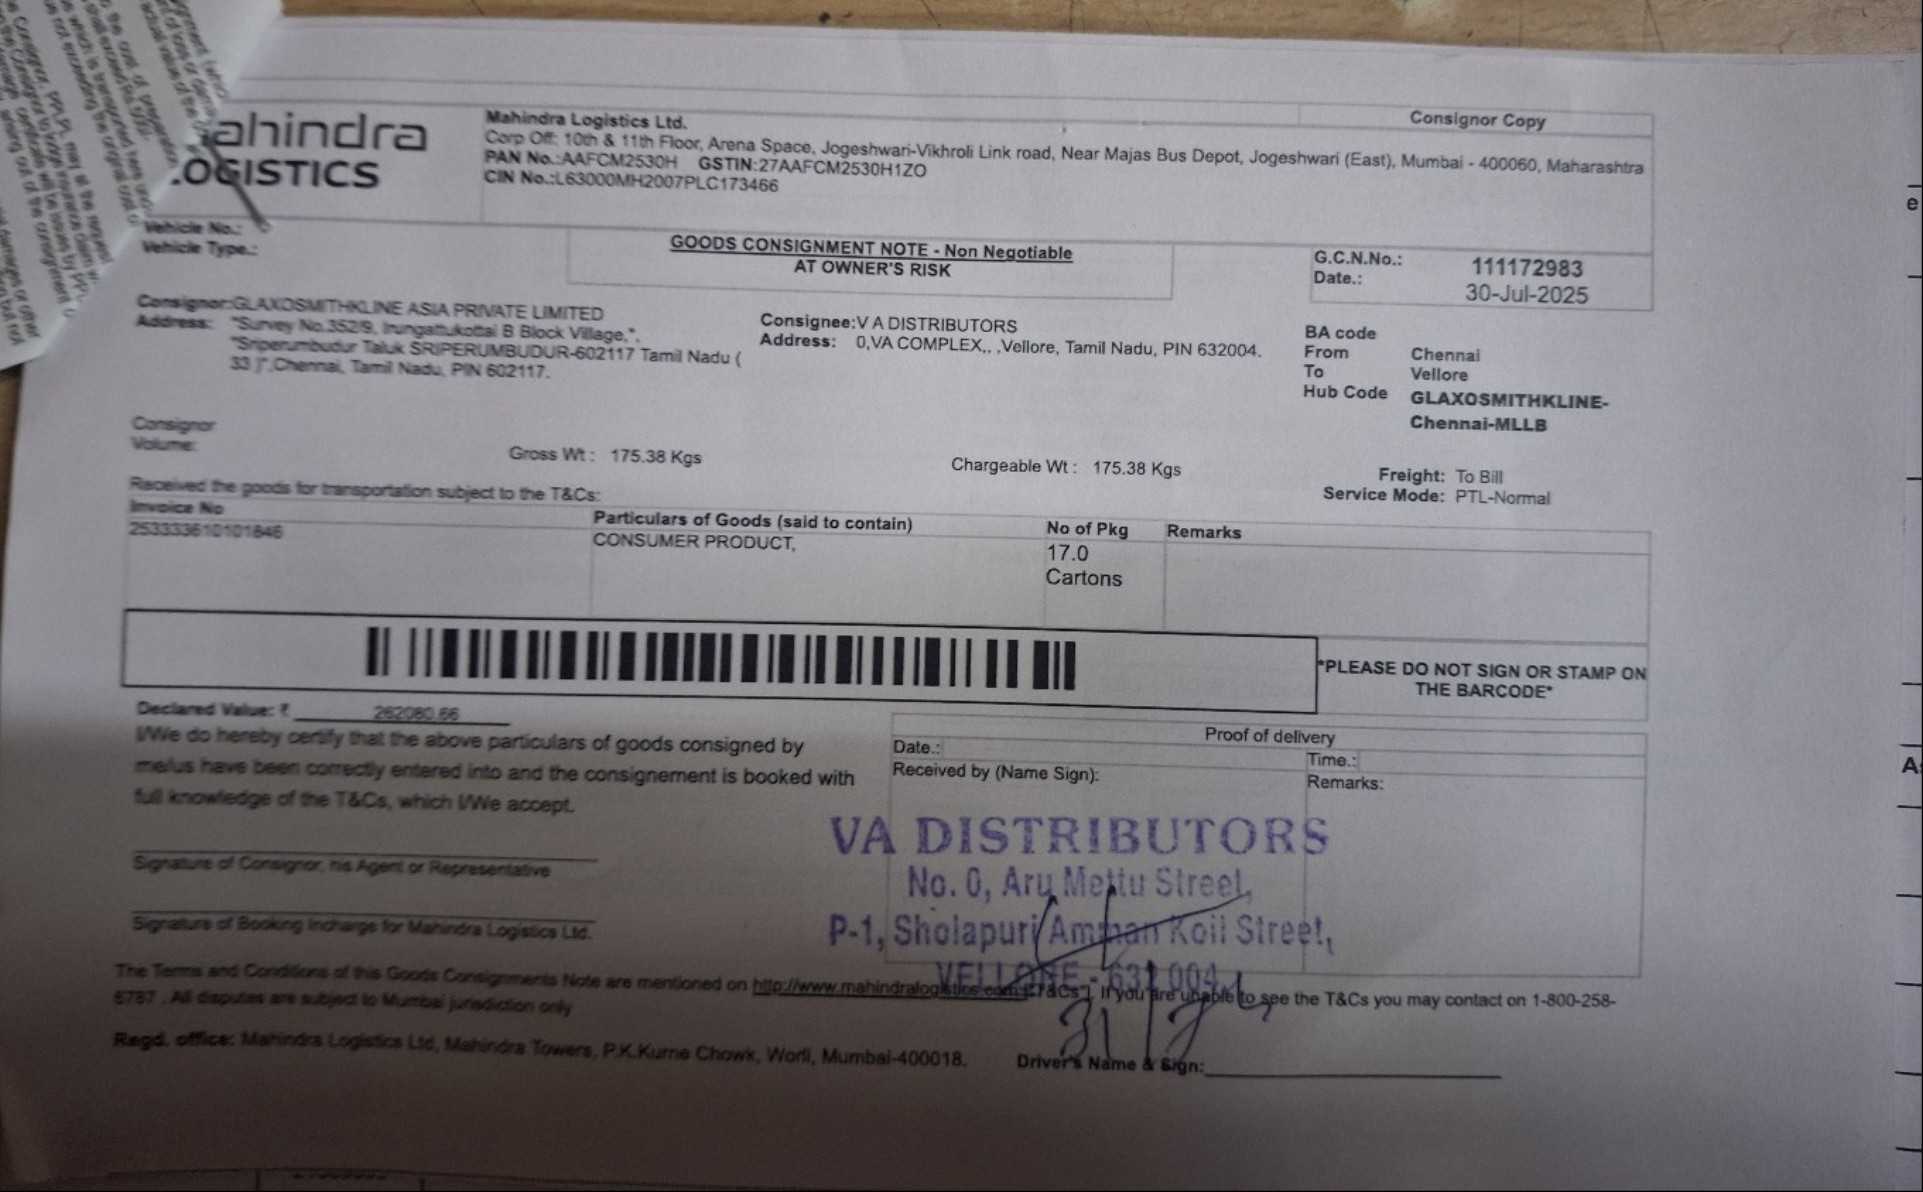 ahindra
LOGISTICS
Mahindra Logistics Ltd.
Consignor Copy
Corp Off: 10th & 11th Floor, Arena Space, Jogeshwari-Vikhroli Link road, Near Majas Bus Depot, Jogeshwari (East), Mumbai - 400060, Maharashtra
PAN No.:AAFCM2530H GSTIN:27AAFCM2530H1ZO
CIN No.:L63000MH2007PLC173466
Vehicle No.:
Vehicle Type.:
GOODS CONSIGNMENT NOTE - Non Negotiable
AT OWNER'S RISK
G.C.N.No.: 111172983
Date.: 30-Jul-2025
Consignor:GLAXOSMITHKLINE ASIA PRIVATE LIMITED
Address: "Survey No.352/9, Irungattukottai B Block Village,",
"Sriperumbudur Taluk SRIPERUMBUDUR-602117 Tamil Nadu (
33 )",Chennai, Tamil Nadu, PIN 602117.
Consignee:V A DISTRIBUTORS
Address: 0,VA COMPLEX,, ,Vellore, Tamil Nadu, PIN 632004.
BA code
From Chennai
To Vellore
Hub Code GLAXOSMITHKLINE-
Chennai-MLLB
Consignor
Volume:
Gross Wt : 175.38 Kgs
Chargeable Wt : 175.38 Kgs
Freight: To Bill
Service Mode: PTL-Normal
Received the goods for transportation subject to the T&Cs:
Invoice No Particulars of Goods (said to contain) No of Pkg Remarks
253333610101846 CONSUMER PRODUCT, 17.0
Cartons
*PLEASE DO NOT SIGN OR STAMP ON
THE BARCODE*
Declared Value: ₹ 262080.66
I/We do hereby certify that the above particulars of goods consigned by
me/us have been correctly entered into and the consignement is booked with
full knowledge of the T&Cs, which I/We accept.
Signature of Consignor, his Agent or Representative
Signature of Booking Incharge for Mahindra Logistics Ltd.
Proof of delivery
Date.: Time.:
Received by (Name Sign): Remarks:
VA DISTRIBUTORS
No. 0, Aru Mettu Street,
P-1, Sholapuri Amman Koil Street,
VELLORE - 632 004.
The Terms and Conditions of this Goods Consignments Note are mentioned on http://www.mahindralogistics.com ["T&Cs"]. If you are unable to see the T&Cs you may contact on 1-800-258-
6787 . All disputes are subject to Mumbai jurisdiction only
Regd. office: Mahindra Logistics Ltd, Mahindra Towers, P.K.Kurne Chowk, Worli, Mumbai-400018.
Driver's Name & Sign: